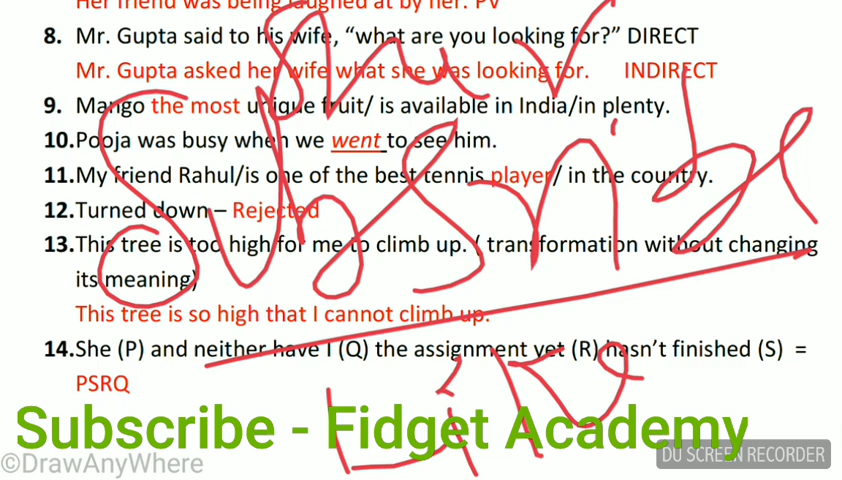 Her friend was being laughed at by her. PV
8. Mr. Gupta said to his wife, “what are you looking for?” DIRECT
Mr. Gupta asked her wife what she was looking for. INDIRECT
9. Mango the most unique fruit/ is available in India/in plenty.
10. Pooja was busy when we went to see him.
11. My friend Rahul/is one of the best tennis player/ in the country.
12. Turned down – Rejected
13. This tree is too high for me to climb up. ( transformation without changing
its meaning)
This tree is so high that I cannot climb up.
14. She (P) and neither have I (Q) the assignment yet (R) hasn’t finished (S) =
PSRQ
Subscribe - Fidget Academy
©DrawAnyWhere
DU SCREEN RECORDER